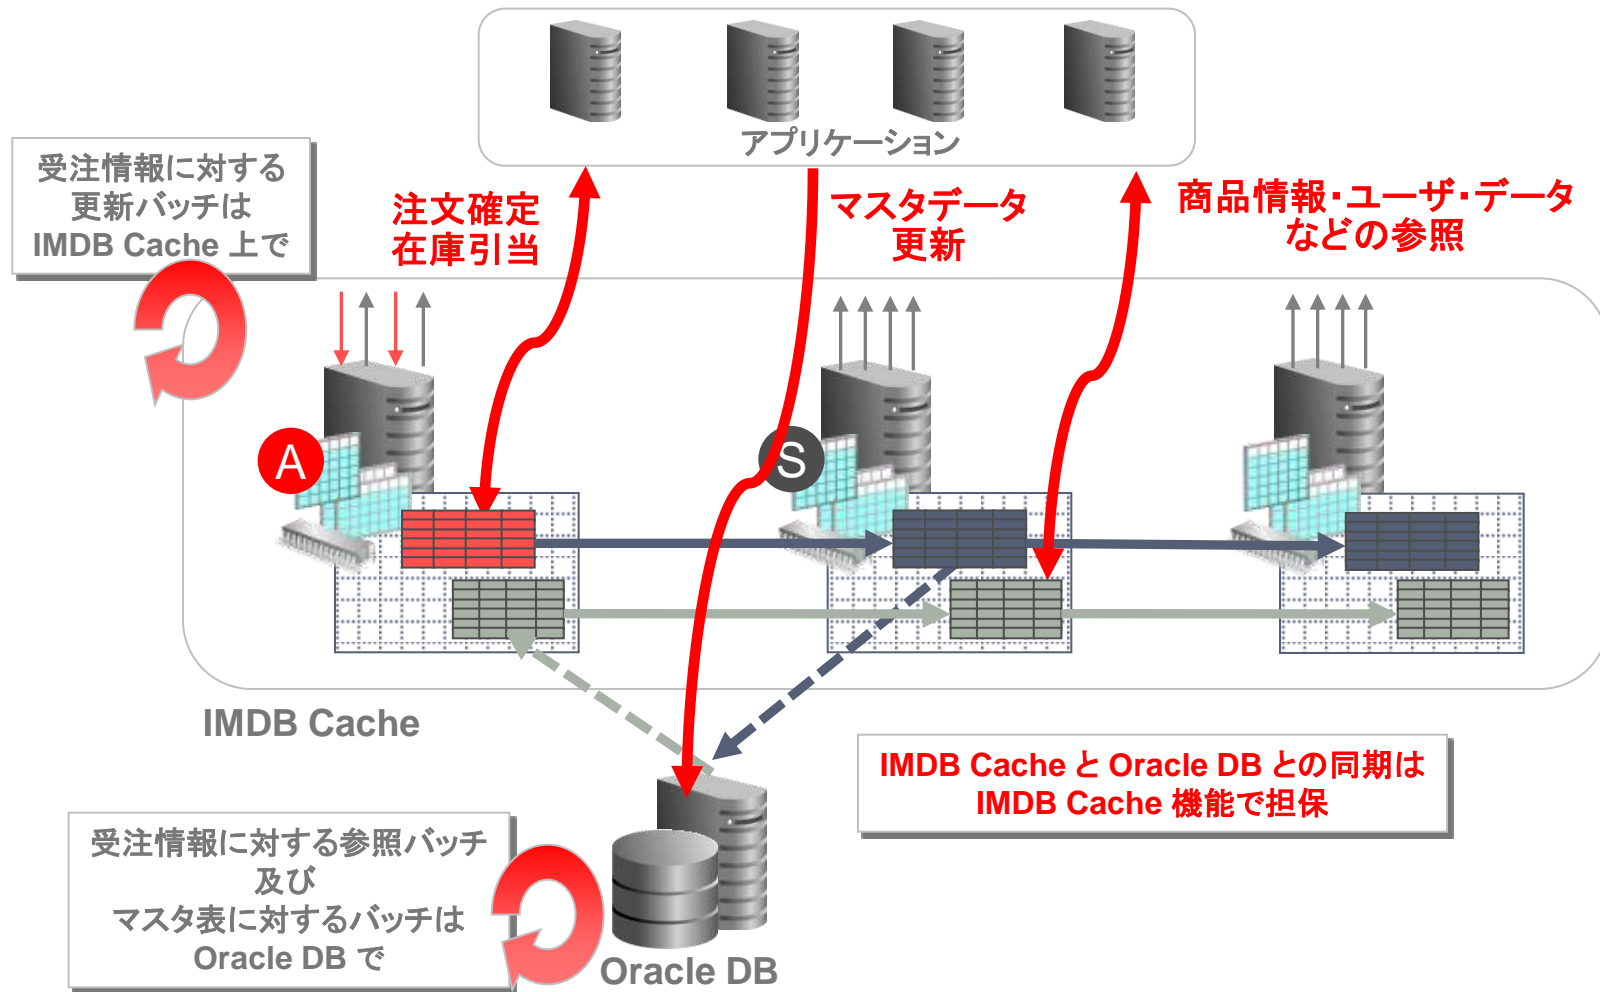 アプリケーション
受注情報に対する
更新バッチは
IMDB Cache 上で
注文確定
在庫引当
マスタデータ
更新
商品情報・ユーザ・データ
などの参照
A
S
IMDB Cache
IMDB Cache と Oracle DB との同期は
IMDB Cache 機能で担保
受注情報に対する参照バッチ
及び
マスタ表に対するバッチは
Oracle DB で
Oracle DB